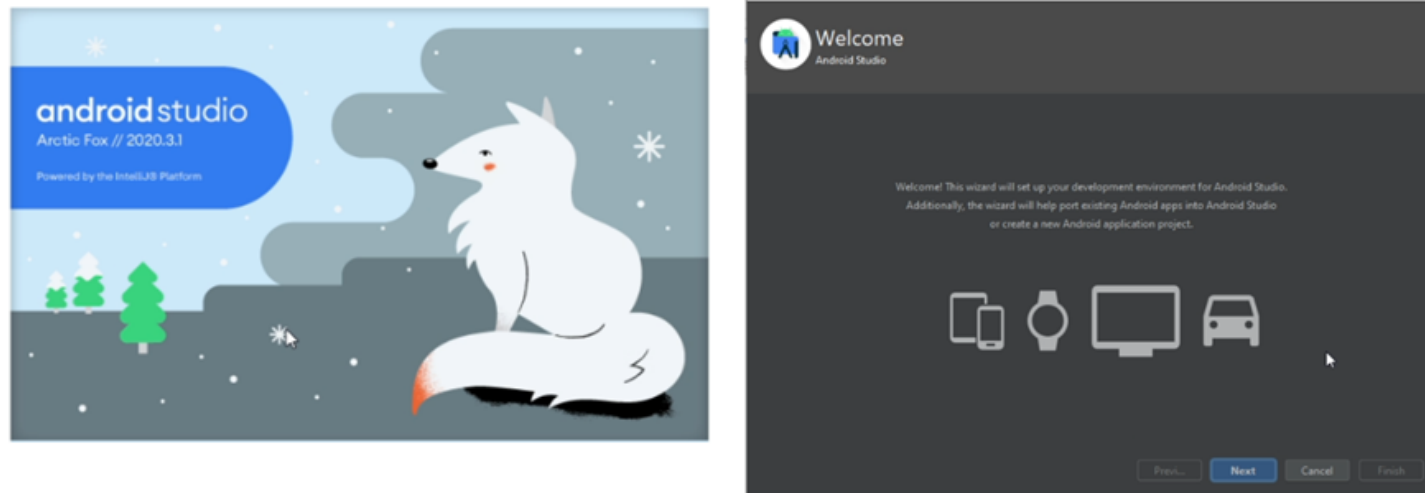 android studio
Arctic Fox // 2020.3.1
Powered by the IntelliJ® Platform
Welcome
Android Studio
Welcome! This wizard will set up your development environment for Android Studio.
Additionally, the wizard will help port existing Android apps into Android Studio
or create a new Android application project.
Previ...
Next
Cancel
Finish